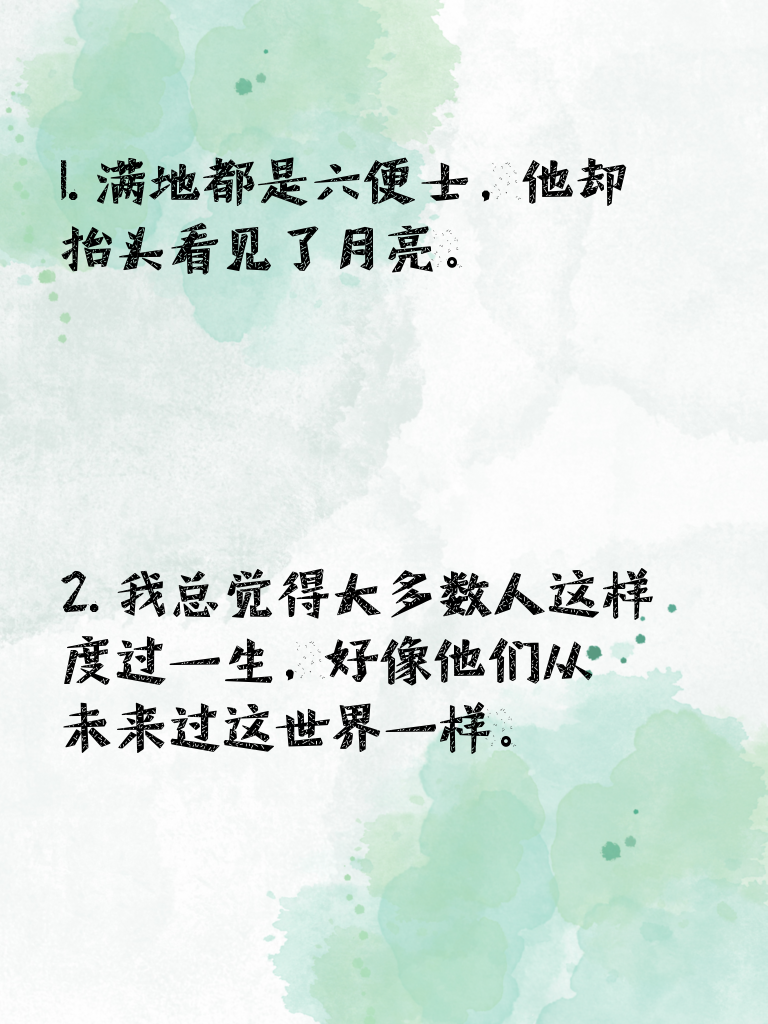 1. 满地都是六便士，他却
抬头看见了月亮。
2. 我总觉得大多数人这样
度过一生，好像他们从
未来过这世界一样。